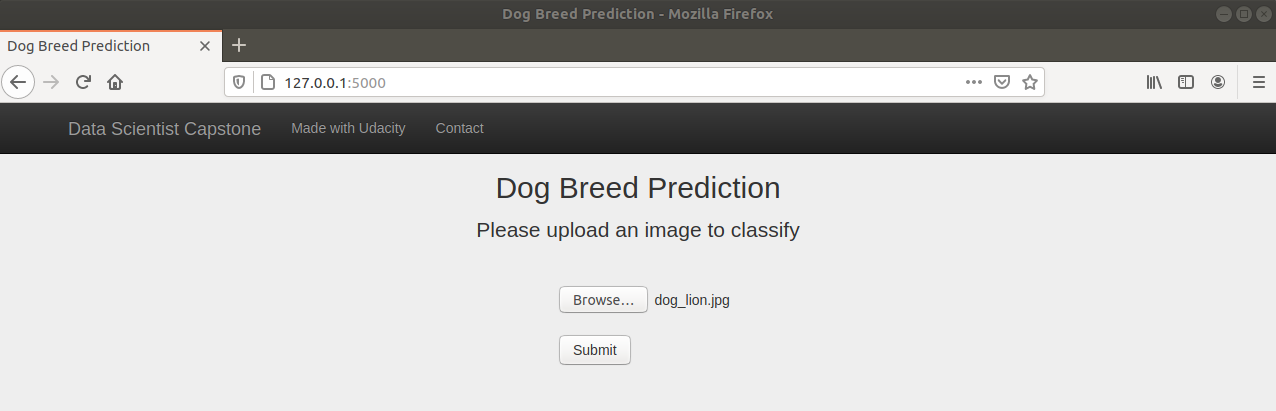 Dog Breed Prediction - Mozilla Firefox
Dog Breed Prediction
127.0.0.1:5000
Data Scientist Capstone Made with Udacity Contact
Dog Breed Prediction
Please upload an image to classify
Browse... dog_lion.jpg
Submit